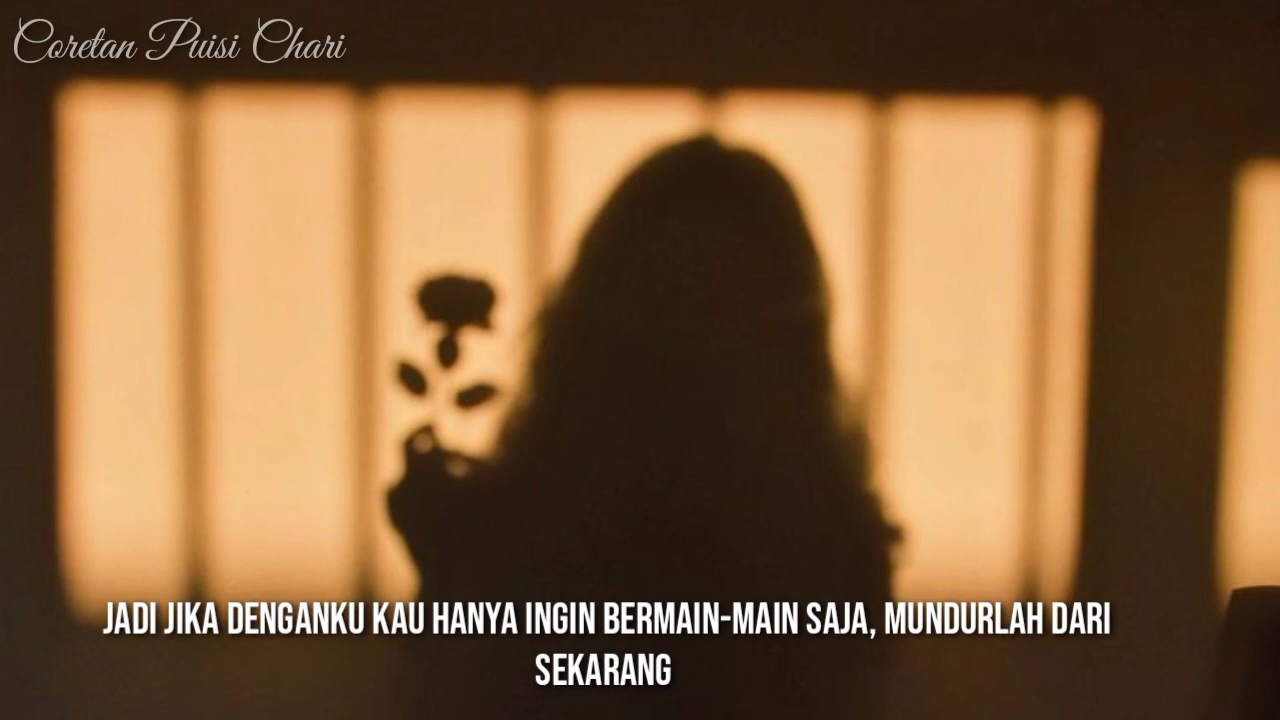 Coretan Puisi Chari
JADI JIKA DENGANKU KAU HANYA INGIN BERMAIN-MAIN SAJA, MUNDURLAH DARI
SEKARANG